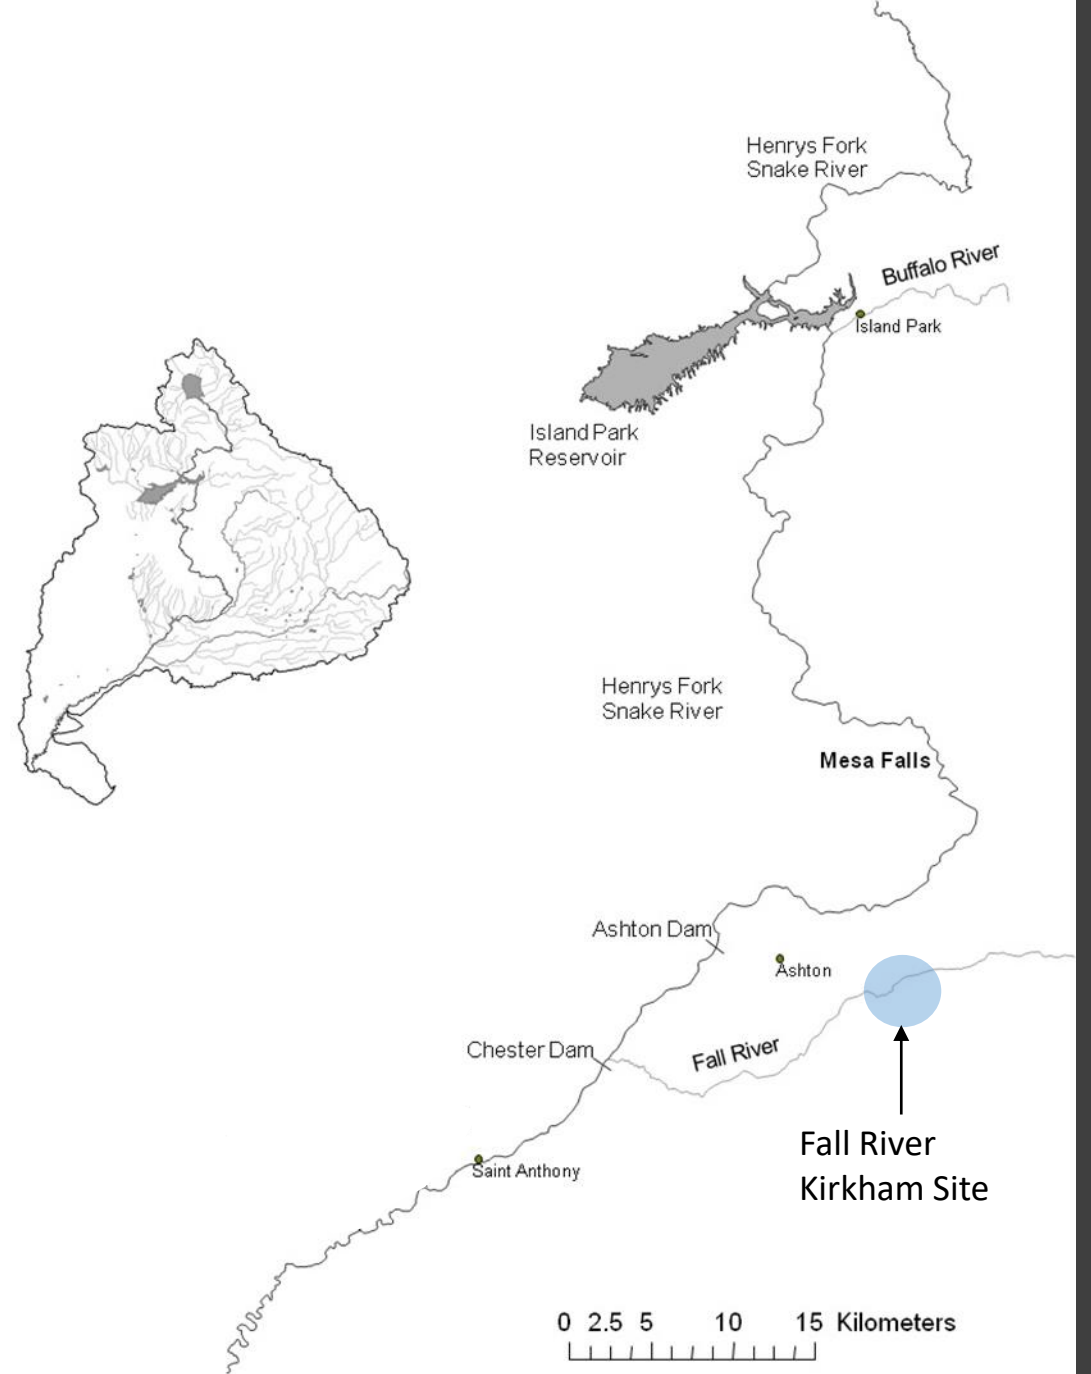 Henrys Fork
Snake River
Buffalo River
Island Park
Island Park
Reservoir
Henrys Fork
Snake River
Mesa Falls
Ashton Dam
Ashton
Chester Dam
Fall River
Fall River
Kirkham Site
Saint Anthony
0 2.5 5 10 15 Kilometers